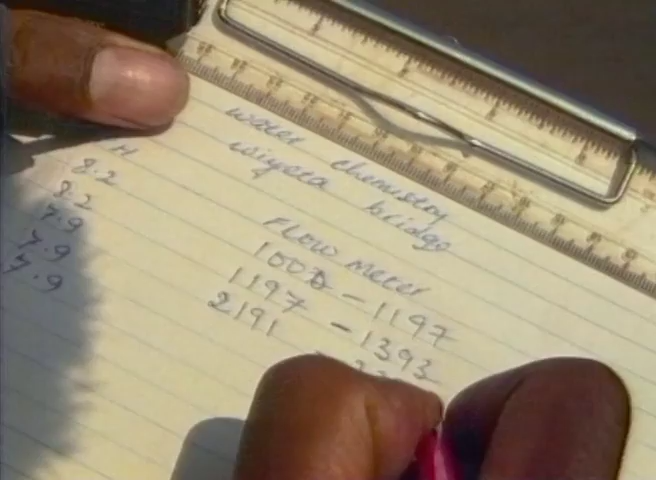 water chemistry
bridge
H
8.2
8.2
7.9
7.9
7.9
FLOW Meter
1000 - 1197
1197 - 1393
2191